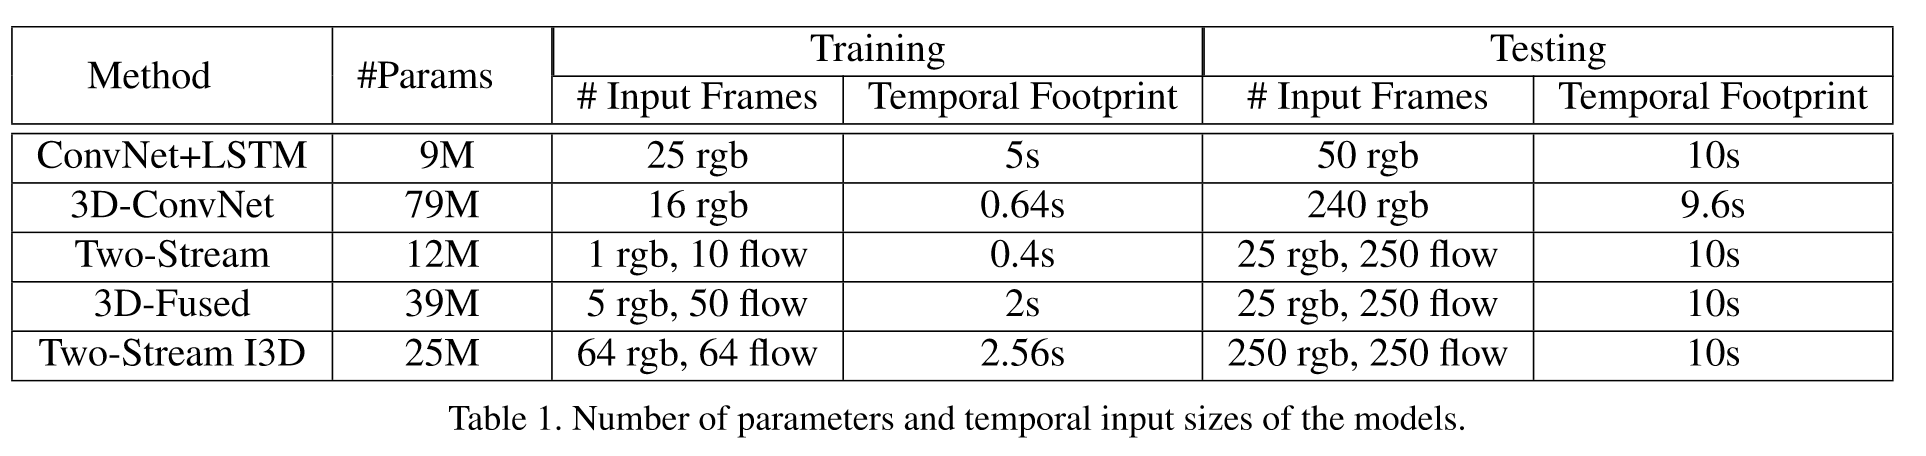 Method #Params Training Testing
# Input Frames Temporal Footprint # Input Frames Temporal Footprint
ConvNet+LSTM 9M 25 rgb 5s 50 rgb 10s
3D-ConvNet 79M 16 rgb 0.64s 240 rgb 9.6s
Two-Stream 12M 1 rgb, 10 flow 0.4s 25 rgb, 250 flow 10s
3D-Fused 39M 5 rgb, 50 flow 2s 25 rgb, 250 flow 10s
Two-Stream I3D 25M 64 rgb, 64 flow 2.56s 250 rgb, 250 flow 10s
Table 1. Number of parameters and temporal input sizes of the models.